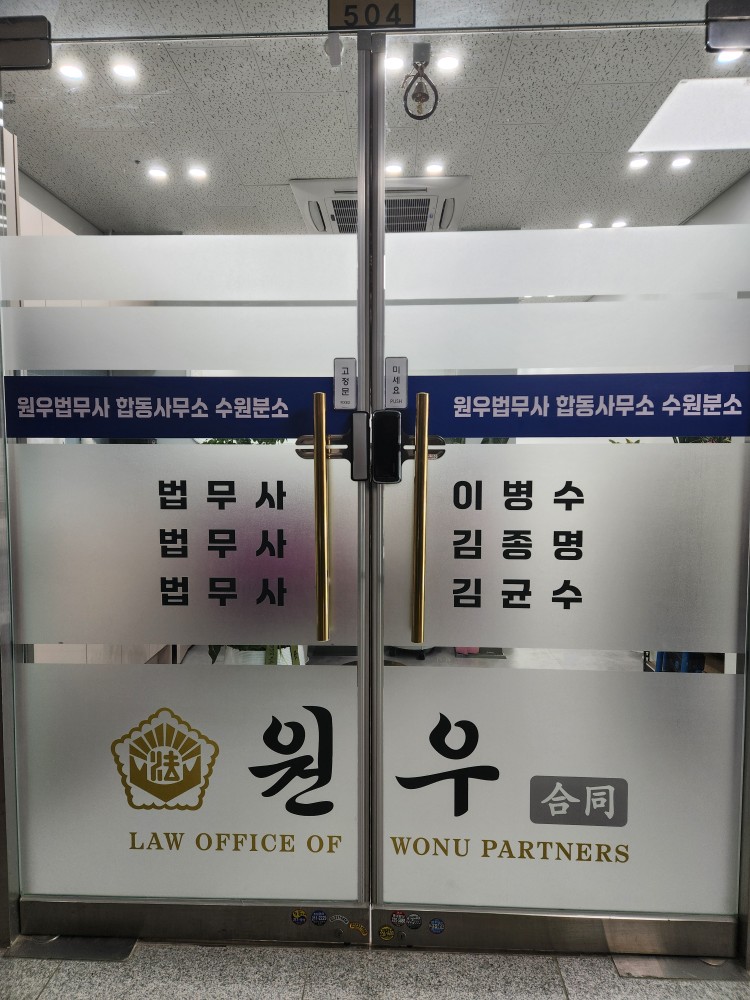 504
고정문
미세요
PUSH
원우법무사 합동사무소 수원분소
원우법무사 합동사무소 수원분소
법무사 이병수
법무사 김종명
법무사 김균수
法
원우 合同
LAW OFFICE OF WONU PARTNERS